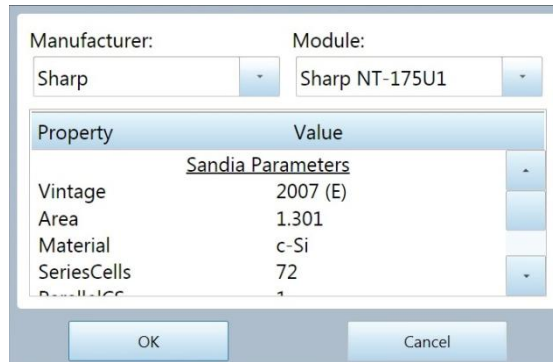 Manufacturer: Module:
Sharp Sharp NT-175U1
Property Value
Sandia Parameters
Vintage 2007 (E)
Area 1.301
Material c-Si
SeriesCells 72
OK Cancel